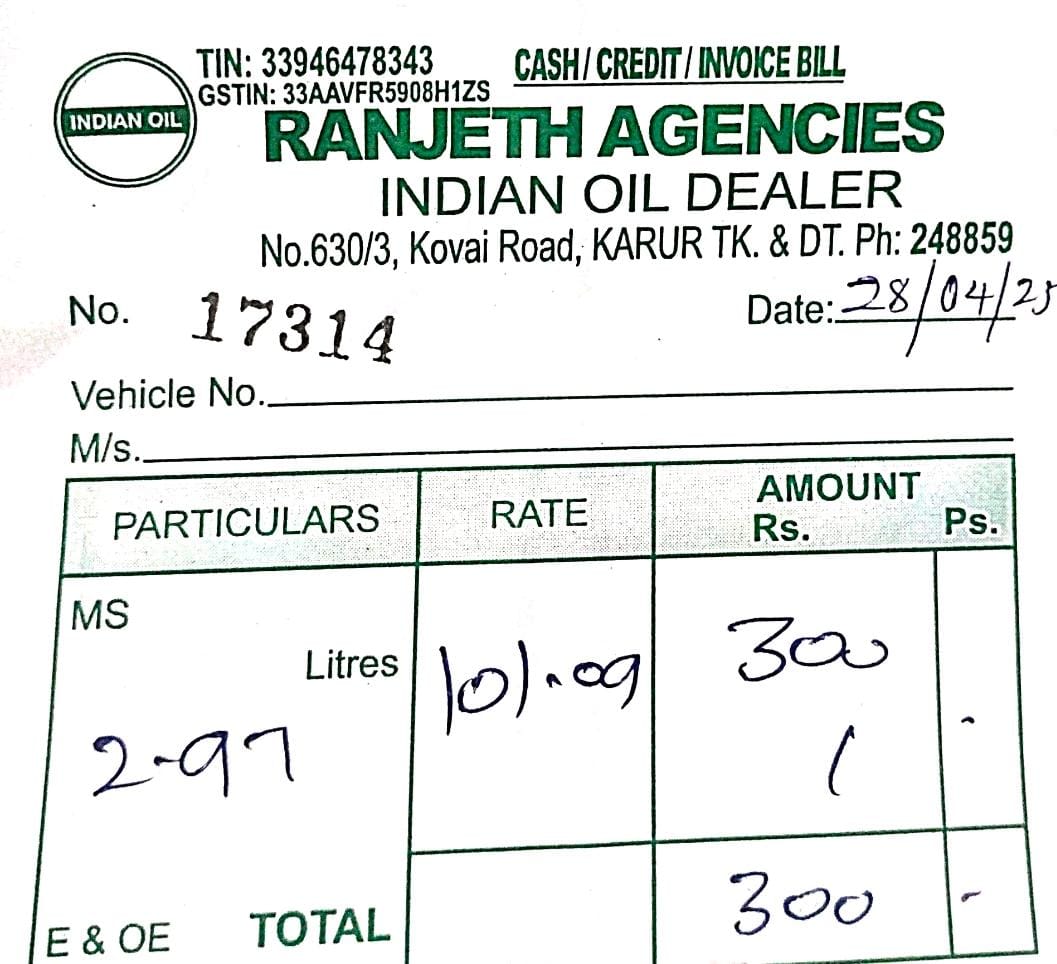 TIN: 33946478343 CASH / CREDIT / INVOICE BILL
GSTIN: 33AAVFR5908H1ZS
INDIAN OIL
RANJETH AGENCIES
INDIAN OIL DEALER
No.630/3, Kovai Road, KARUR TK. & DT. Ph: 248859
No. 17314 Date: 28/04/25
Vehicle No.
M/s.
PARTICULARS RATE AMOUNT
Rs. Ps.
MS
Litres 101.09 300 -
2-97
E & OE TOTAL 300 -